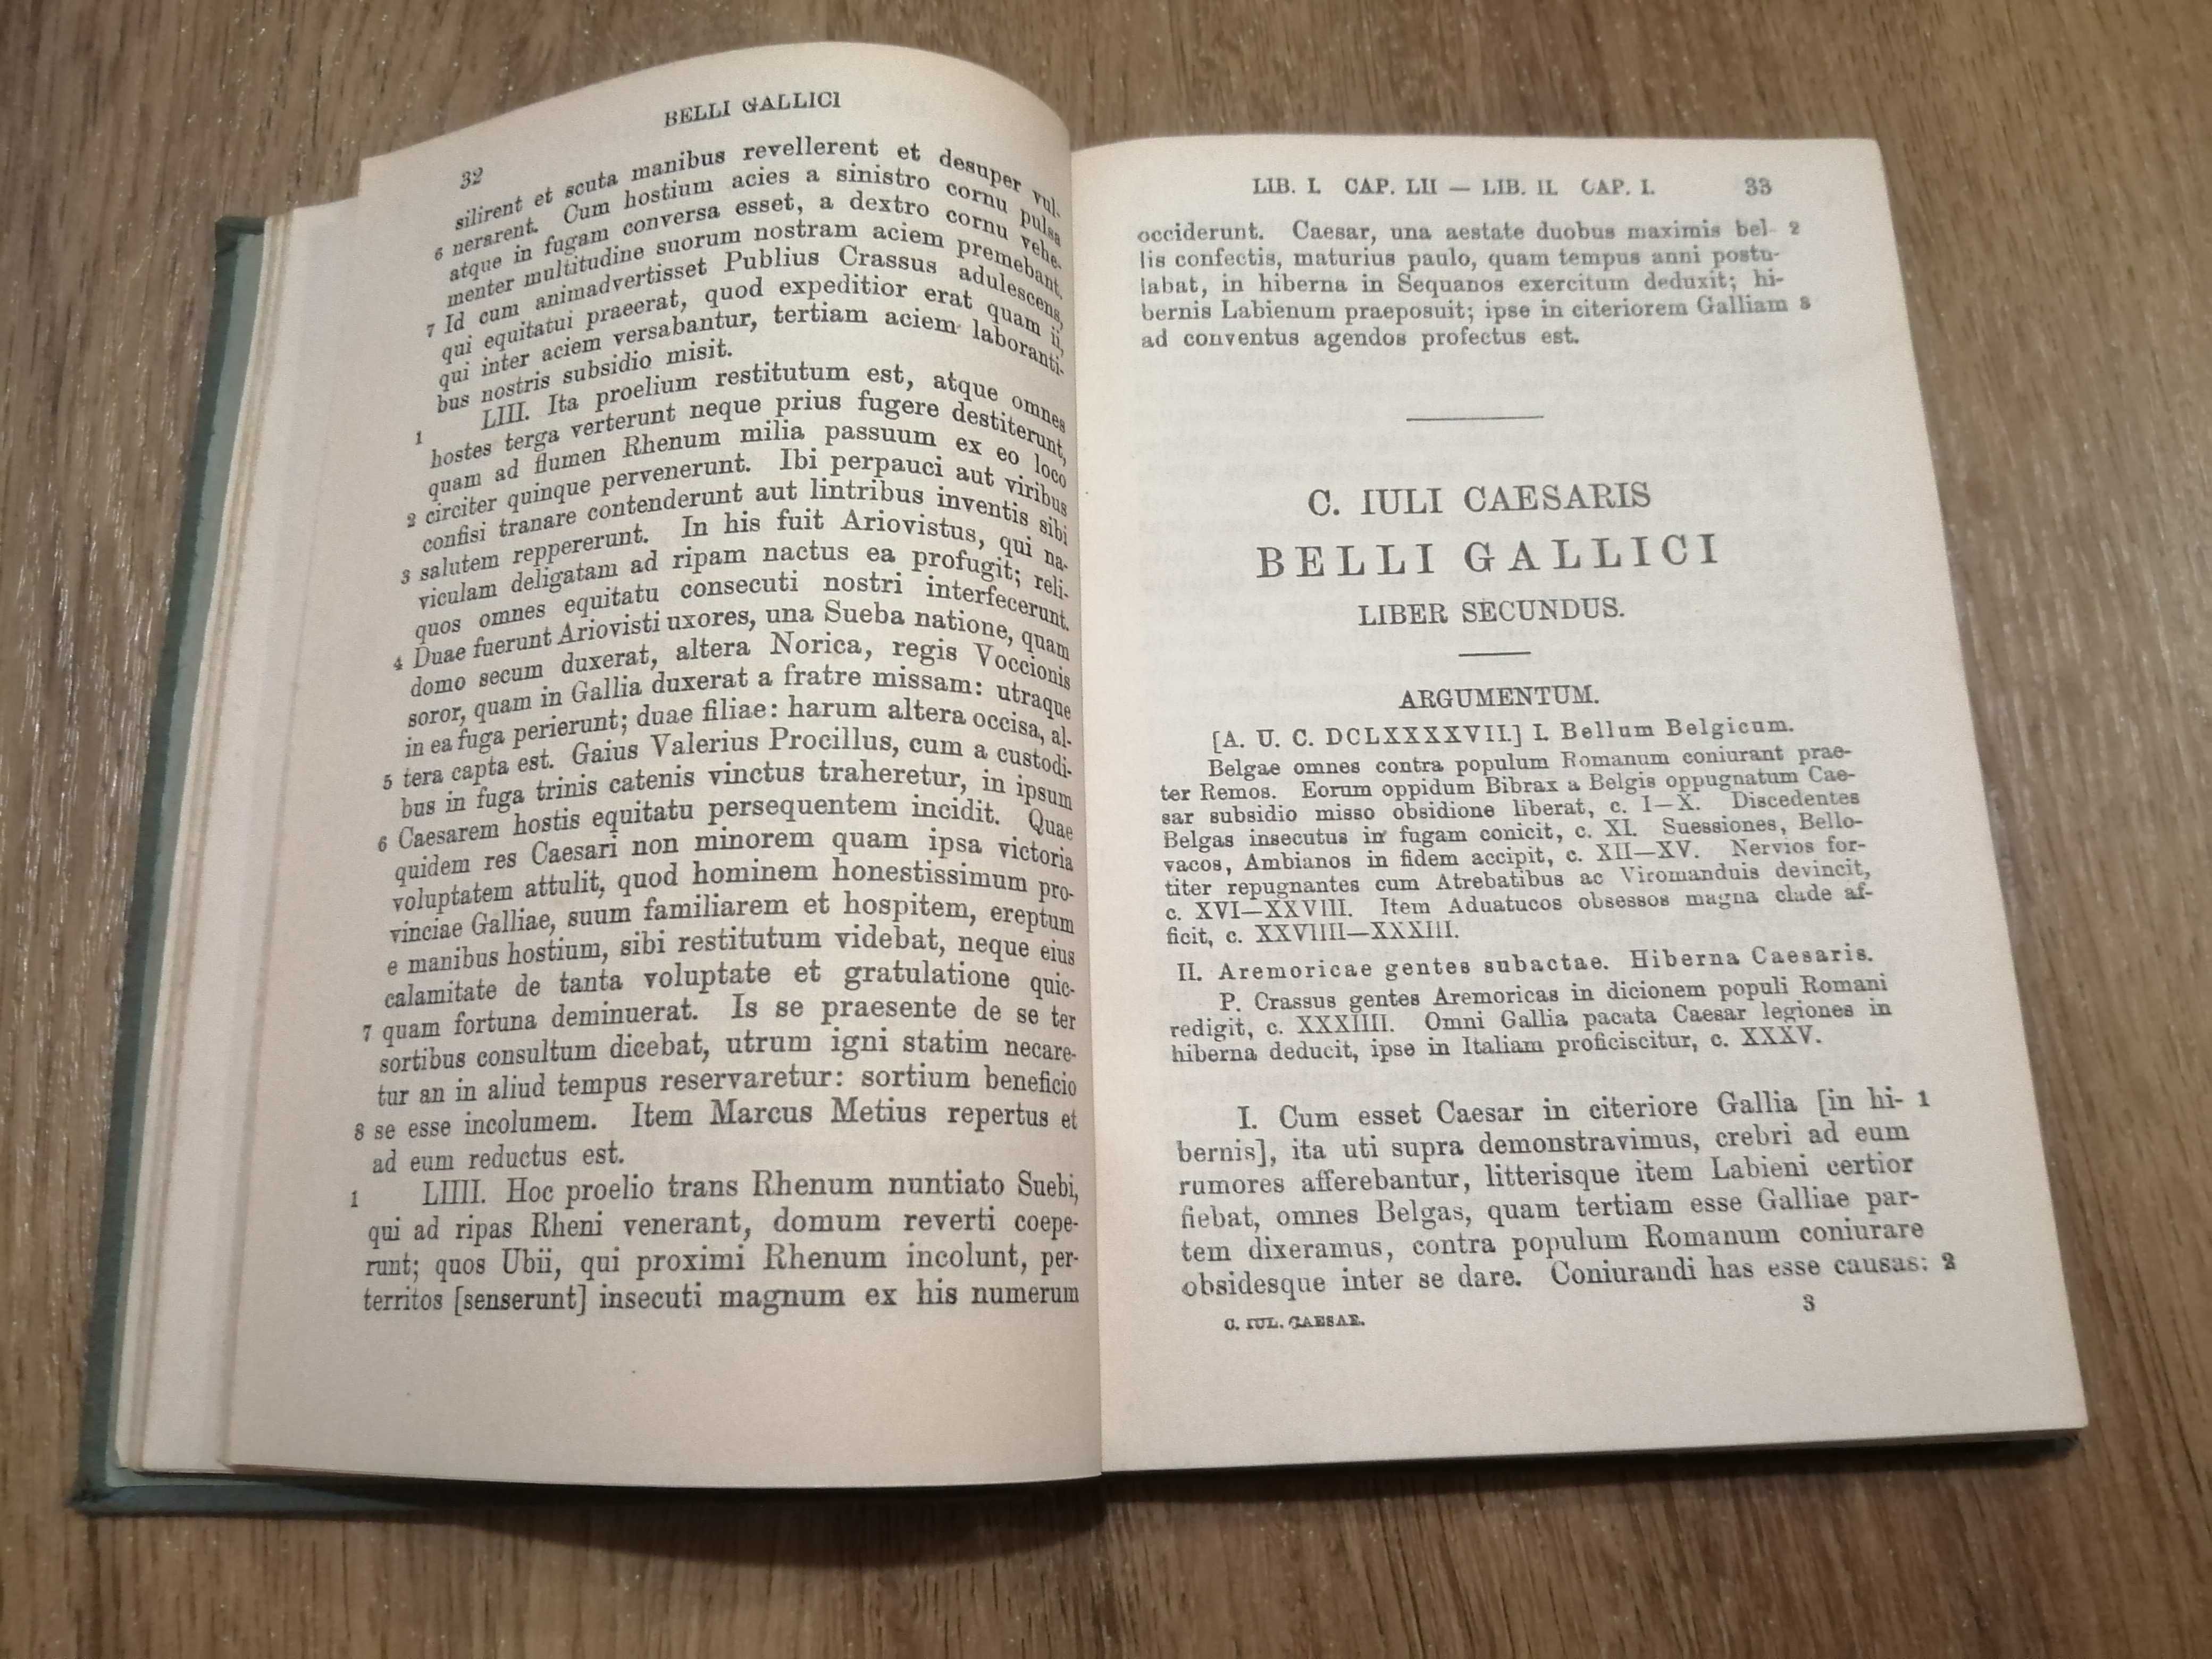 BELLI GALLICI
32
silirent et scuta manibus revellerent et desuper vul-
6 nerarent. Cum hostium acies a sinistro cornu pulsa
atque in fugam conversa esset, a dextro cornu vehe-
menter multitudine suorum nostram aciem premebant.
7 Id cum animadvertisset Publius Crassus adulescens,
qui equitatui praeerat, quod expeditior erat quam ii,
qui inter aciem versabantur, tertiam aciem laboranti-
bus nostris subsidio misit.
1 LIII. Ita proelium restitutum est, atque omnes
hostes terga verterunt neque prius fugere destiterunt,
quam ad flumen Rhenum milia passuum ex eo loco
2 circiter quinque pervenerunt. Ibi perpauci aut viribus
confisi tranare contenderunt aut lintribus inventis sibi
3 salutem reppererunt. In his fuit Ariovistus, qui na-
viculam deligatam ad ripam nactus ea profugit; reli-
quos omnes equitatu consecuti nostri interfecerunt.
4 Duae fuerunt Ariovisti uxores, una Sueba natione, quam
domo secum duxerat, altera Norica, regis Voccionis
soror, quam in Gallia duxerat a fratre missam: utraque
in ea fuga perierunt; duae filiae: harum altera occisa, al-
5 tera capta est. Gaius Valerius Procillus, cum a custodi-
bus in fuga trinis catenis vinctus traheretur, in ipsum
6 Caesarem hostis equitatu persequentem incidit. Quae
quidem res Caesari non minorem quam ipsa victoria
voluptatem attulit, quod hominem honestissimum pro-
vinciae Galliae, suum familiarem et hospitem, ereptum
e manibus hostium, sibi restitutum videbat, neque eius
calamitate de tanta voluptate et gratulatione quic-
7 quam fortuna deminuerat. Is se praesente de se ter
sortibus consultum dicebat, utrum igni statim necare-
tur an in aliud tempus reservaretur: sortium beneficio
8 se esse incolumem. Item Marcus Metius repertus et
ad eum reductus est.
1 LIIII. Hoc proelio trans Rhenum nuntiato Suebi,
qui ad ripas Rheni venerant, domum reverti coepe-
runt; quos Ubii, qui proximi Rhenum incolunt, per-
territos [senserunt] insecuti magnum ex his numerum
LIB. I. CAP. LII — LIB. II. CAP. I. 33
occiderunt. Caesar, una aestate duobus maximis bel- 2
lis confectis, maturius paulo, quam tempus anni postu-
labat, in hiberna in Sequanos exercitum deduxit; hi-
bernis Labienum praeposuit; ipse in citeriorem Galliam 3
ad conventus agendos profectus est.
C. IULI CAESARIS
BELLI GALLICI
LIBER SECUNDUS.
ARGUMENTUM.
[A. U. C. DCLXXXXVII.] I. Bellum Belgicum.
Belgae omnes contra populum Romanum coniurant prae-
ter Remos. Eorum oppidum Bibrax a Belgis oppugnatum Cae-
sar subsidio misso obsidione liberat, c. I—X. Discedentes
Belgas insecutus in fugam conicit, c. XI. Suessiones, Bello-
vacos, Ambianos in fidem accipit, c. XII—XV. Nervios for-
titer repugnantes cum Atrebatibus ac Viromanduis devincit,
c. XVI—XXVIII. Item Aduatucos obsessos magna clade af-
ficit, c. XXVIIII—XXXIII.
II. Aremoricae gentes subactae. Hiberna Caesaris.
P. Crassus gentes Aremoricas in dicionem populi Romani
redigit, c. XXXIIII. Omni Gallia pacata Caesar legiones in
hiberna deducit, ipse in Italiam proficiscitur, c. XXXV.
I. Cum esset Caesar in citeriore Gallia [in hi- 1
bernis], ita uti supra demonstravimus, crebri ad eum
rumores afferebantur, litterisque item Labieni certior
fiebat, omnes Belgas, quam tertiam esse Galliae par-
tem dixeramus, contra populum Romanum coniurare
obsidesque inter se dare. Coniurandi has esse causas: 2
C. IUL. CAESAR. 3